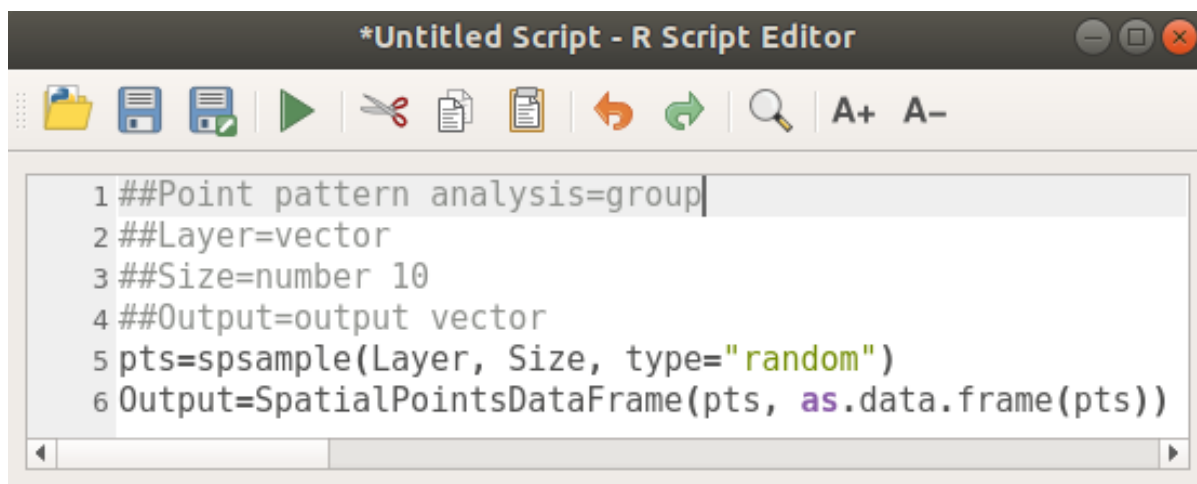 *Untitled Script - R Script Editor
A+ A-
1 ##Point pattern analysis=group
2 ##Layer=vector
3 ##Size=number 10
4 ##Output=output vector
5 pts=spsample(Layer, Size, type="random")
6 Output=SpatialPointsDataFrame(pts, as.data.frame(pts))